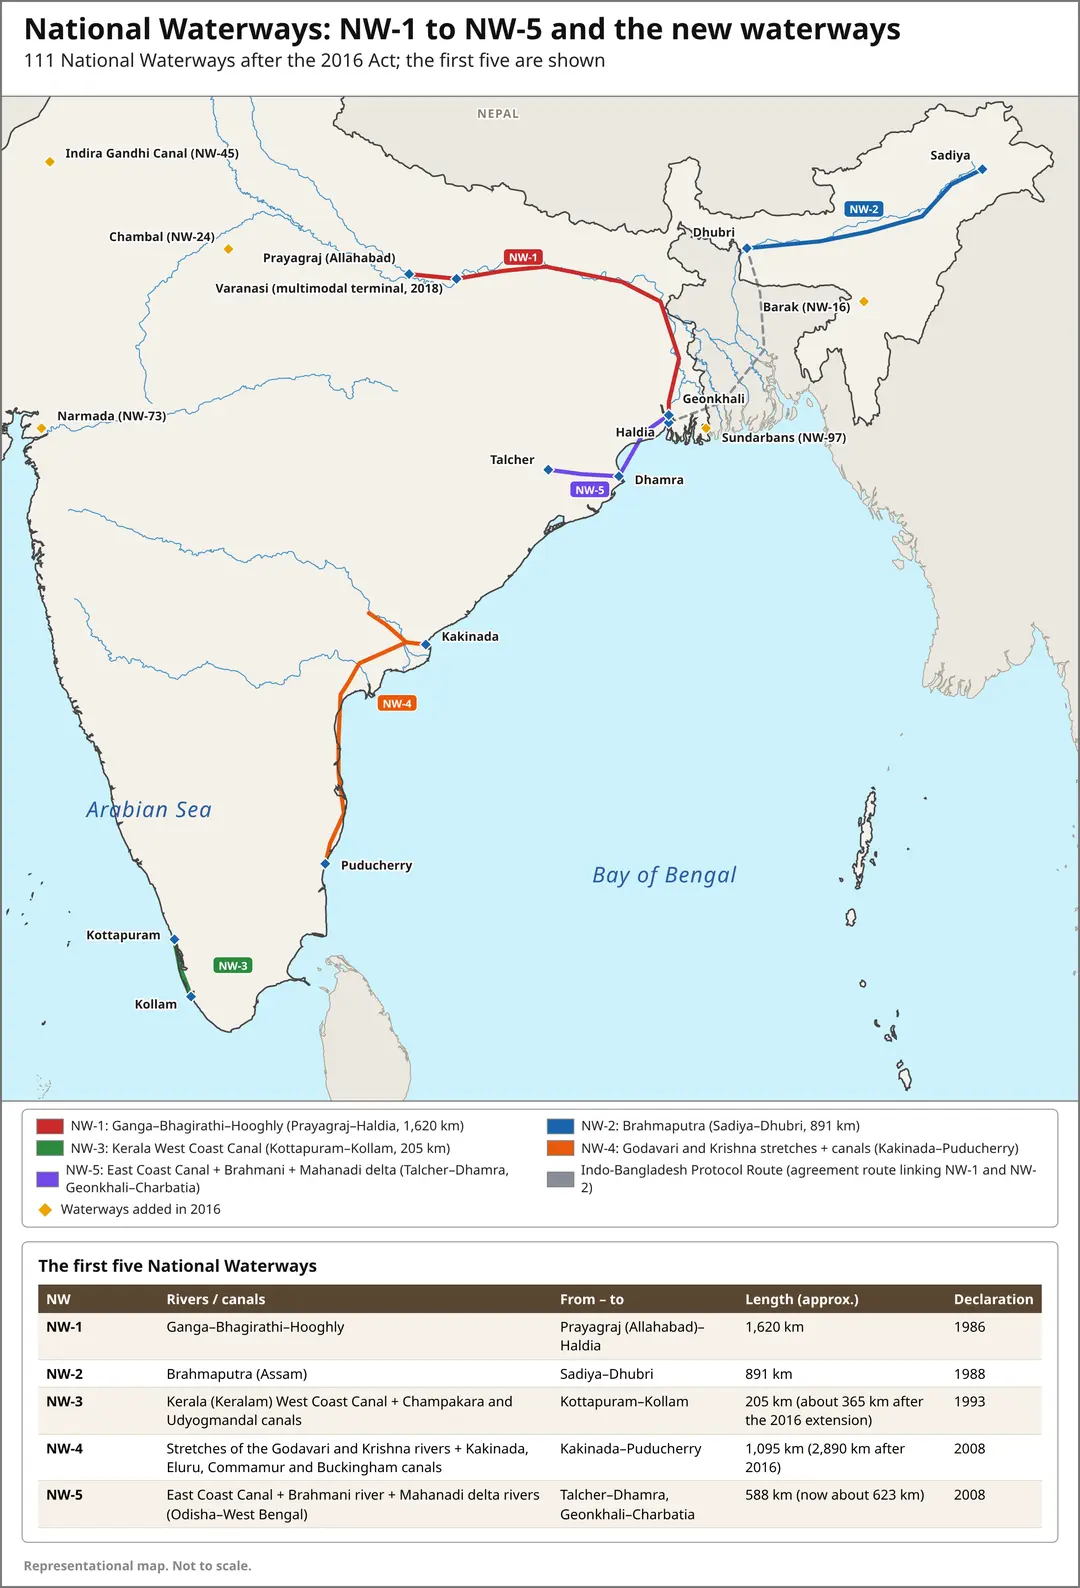 National Waterways: NW-1 to NW-5 and the new waterways
111 National Waterways after the 2016 Act; the first five are shown
NEPAL
Indira Gandhi Canal (NW-45)
Sadiya
NW-2
Chambal (NW-24)
Dhubri
Prayagraj (Allahabad)
NW-1
Varanasi (multimodal terminal, 2018)
Barak (NW-16)
Geonkhali
Narmada (NW-73)
Haldia
Sundarbans (NW-97)
Talcher
Dhamra
NW-5
Kakinada
NW-4
Arabian Sea
Puducherry
Bay of Bengal
Kottapuram
NW-3
Kollam
NW-1: Ganga–Bhagirathi–Hooghly (Prayagraj–Haldia, 1,620 km)
NW-2: Brahmaputra (Sadiya–Dhubri, 891 km)
NW-3: Kerala West Coast Canal (Kottapuram–Kollam, 205 km)
NW-4: Godavari and Krishna stretches + canals (Kakinada–Puducherry)
NW-5: East Coast Canal + Brahmani + Mahanadi delta (Talcher–Dhamra,
Geonkhali–Charbatia)
Indo-Bangladesh Protocol Route (agreement route linking NW-1 and NW-
2)
Waterways added in 2016
The first five National Waterways
NW Rivers / canals From – to Length (approx.) Declaration
NW-1 Ganga–Bhagirathi–Hooghly Prayagraj (Allahabad)– 1,620 km 1986
Haldia
NW-2 Brahmaputra (Assam) Sadiya–Dhubri 891 km 1988
NW-3 Kerala (Keralam) West Coast Canal + Champakara and Kottapuram–Kollam 205 km (about 365 km after 1993
Udyogmandal canals the 2016 extension)
NW-4 Stretches of the Godavari and Krishna rivers + Kakinada, Kakinada–Puducherry 1,095 km (2,890 km after 2008
Eluru, Commamur and Buckingham canals 2016)
NW-5 East Coast Canal + Brahmani river + Mahanadi delta rivers Talcher–Dhamra, 588 km (now about 623 km) 2008
(Odisha–West Bengal) Geonkhali–Charbatia
Representational map. Not to scale.